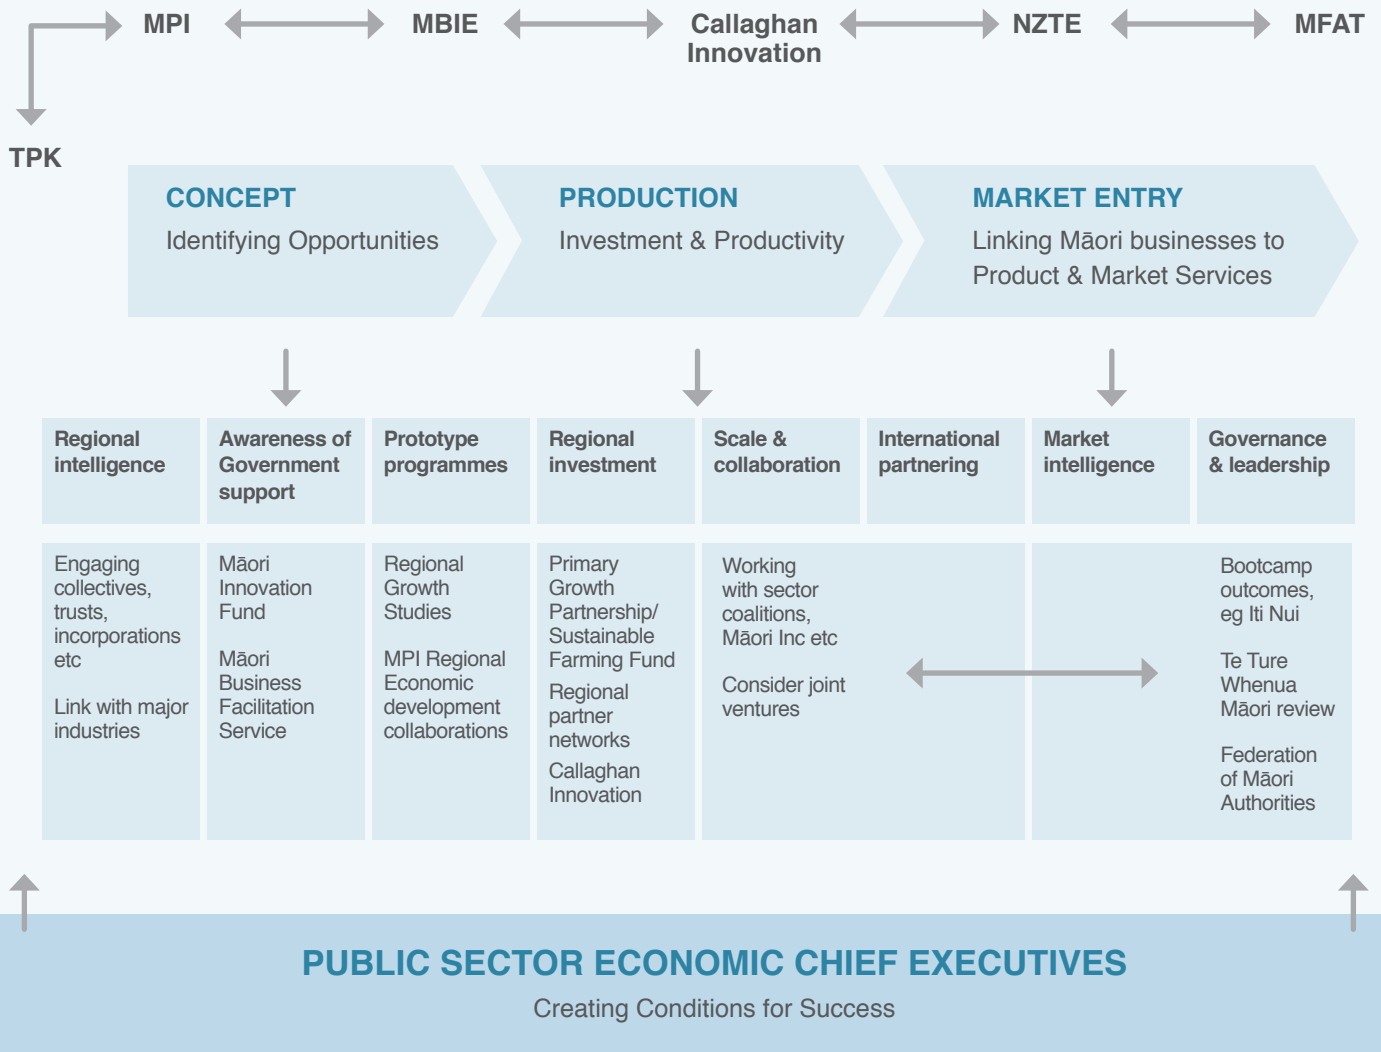 MPI
MBIE
Callaghan
Innovation
NZTE
MFAT
TPK
CONCEPT
Identifying Opportunities
PRODUCTION
Investment & Productivity
MARKET ENTRY
Linking Māori businesses to
Product & Market Services
Regional
intelligence
Awareness of
Government
support
Prototype
programmes
Regional
investment
Scale &
collaboration
International
partnering
Market
intelligence
Governance
& leadership
Engaging
collectives,
trusts,
incorporations
etc
Link with major
industries
Māori
Innovation
Fund
Māori
Business
Facilitation
Service
Regional
Growth
Studies
MPI Regional
Economic
development
collaborations
Primary
Growth
Partnership/
Sustainable
Farming Fund
Regional
partner
networks
Callaghan
Innovation
Working
with sector
coalitions,
Māori Inc etc
Consider joint
ventures
Bootcamp
outcomes,
eg Iti Nui
Te Ture
Whenua
Māori review
Federation
of Māori
Authorities
PUBLIC SECTOR ECONOMIC CHIEF EXECUTIVES
Creating Conditions for Success